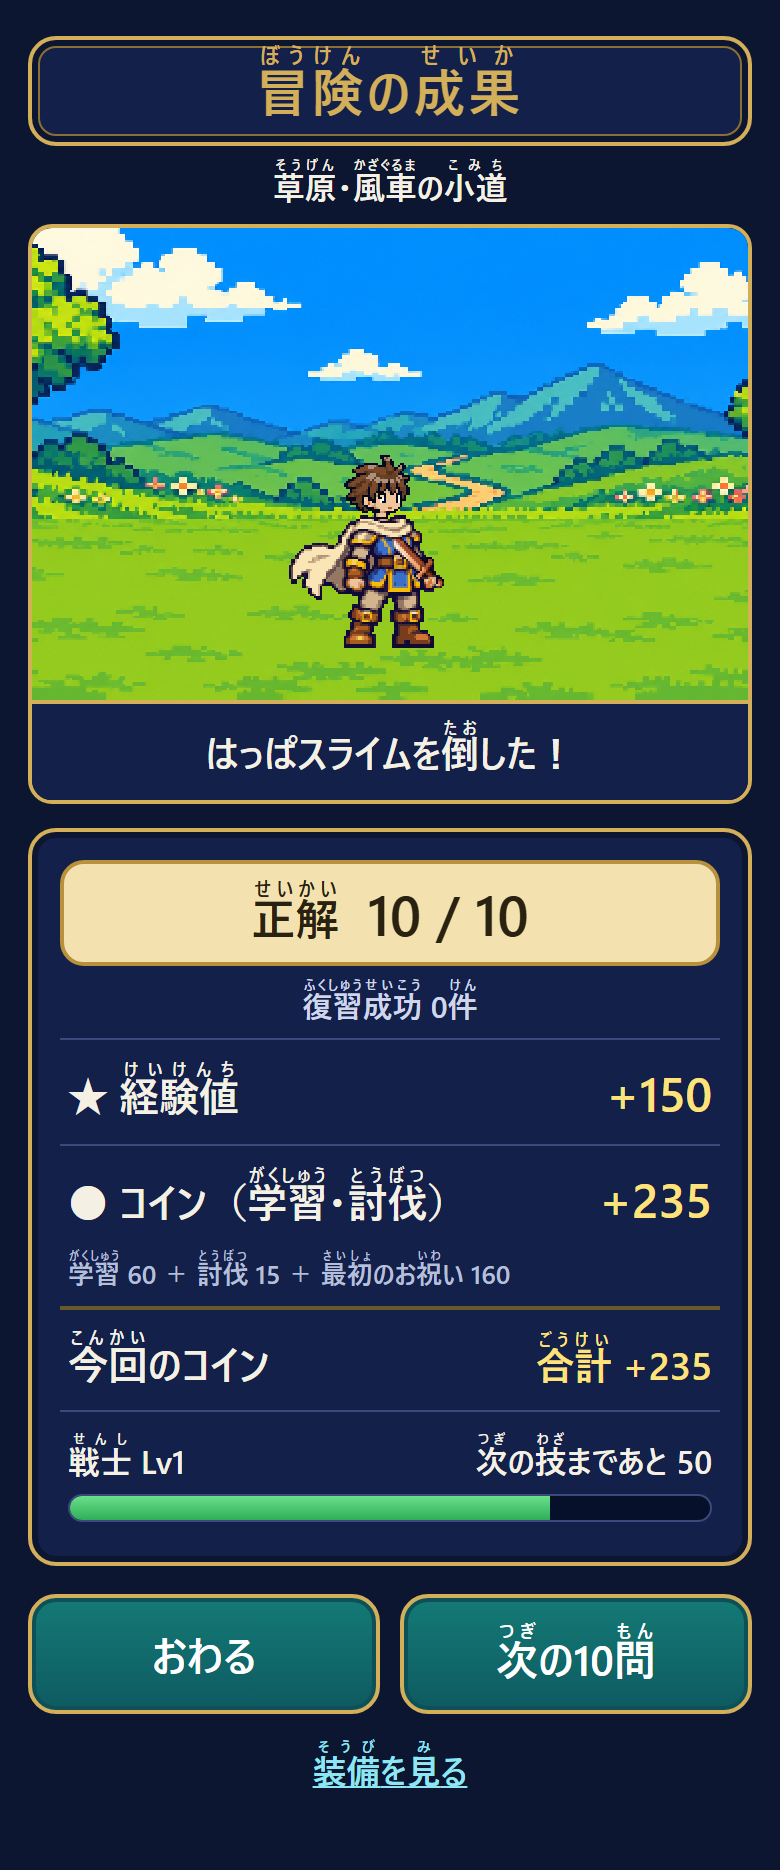 ぼうけん せいか
冒険の成果
そうげん かざぐるま こみち
草原・風車の小道
たお
はっぱスライムを倒した！
せいかい
正解 10 / 10
ふくしゅうせいこう けん
復習成功 0件
けいけんち
★ 経験値 +150
がくしゅう とうばつ
● コイン（学習・討伐） +235
がくしゅう とうばつ さいしょ いわ
学習 60 ＋ 討伐 15 ＋ 最初のお祝い 160
こんかい ごうけい
今回のコイン 合計 +235
せんし つぎ わざ
戦士 Lv1 次の技まであと 50
つぎ もん
おわる 次の10問
そうび み
装備を見る